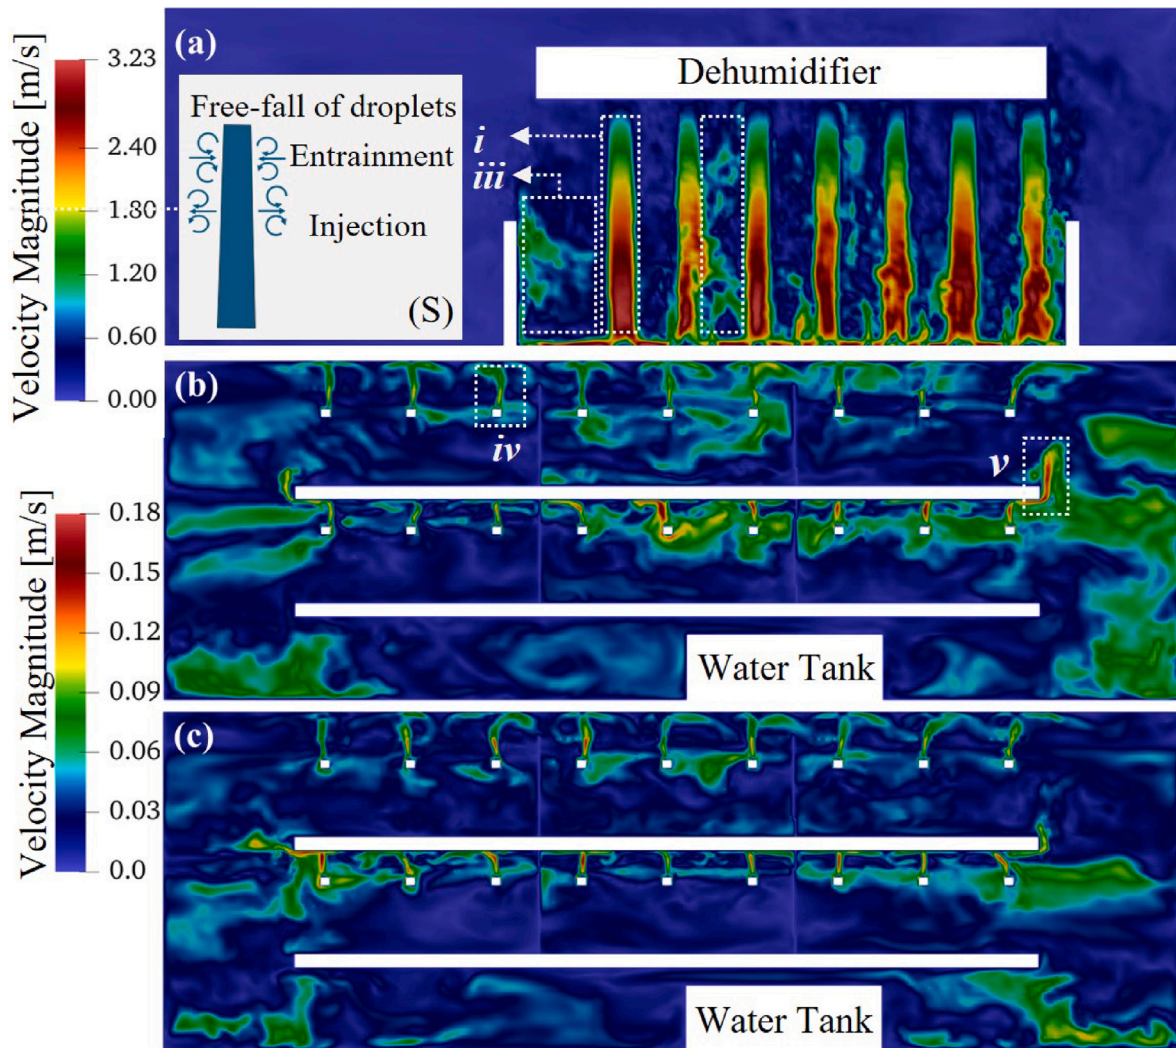 (a)
Velocity Magnitude [m/s]
3.23
2.40
1.80
1.20
0.60
0.00
Free-fall of droplets
Entrainment
Injection
(S)
Dehumidifier
i
iii
(b)
iv
v
Water Tank
Velocity Magnitude [m/s]
0.18
0.15
0.12
0.09
0.06
0.03
0.0
(c)
Water Tank